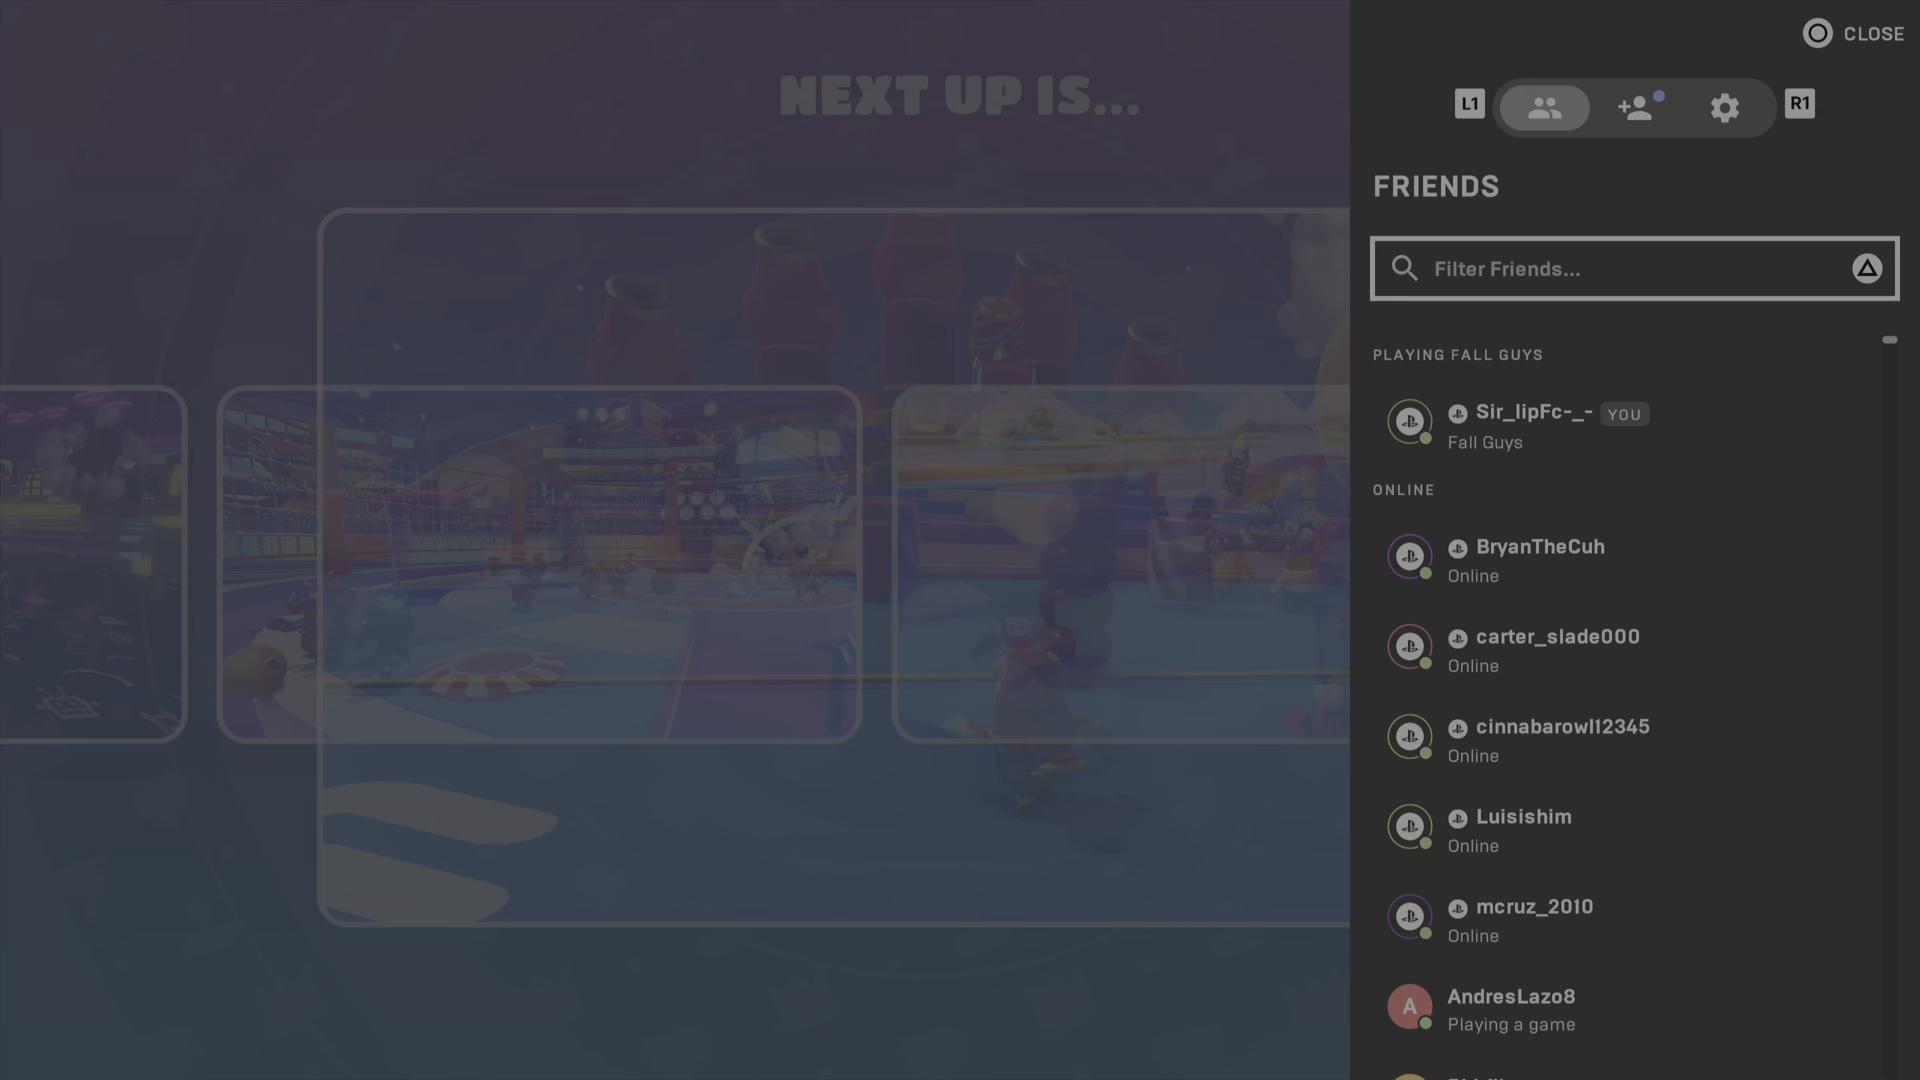 CLOSE
NEXT UP IS...
L1
R1
FRIENDS
Filter Friends...
PLAYING FALL GUYS
Sir_lipFc-_- YOU
Fall Guys
ONLINE
BryanTheCuh
Online
carter_slade000
Online
cinnabarowl12345
Online
Luisishim
Online
mcruz_2010
Online
A
AndresLazo8
Playing a game